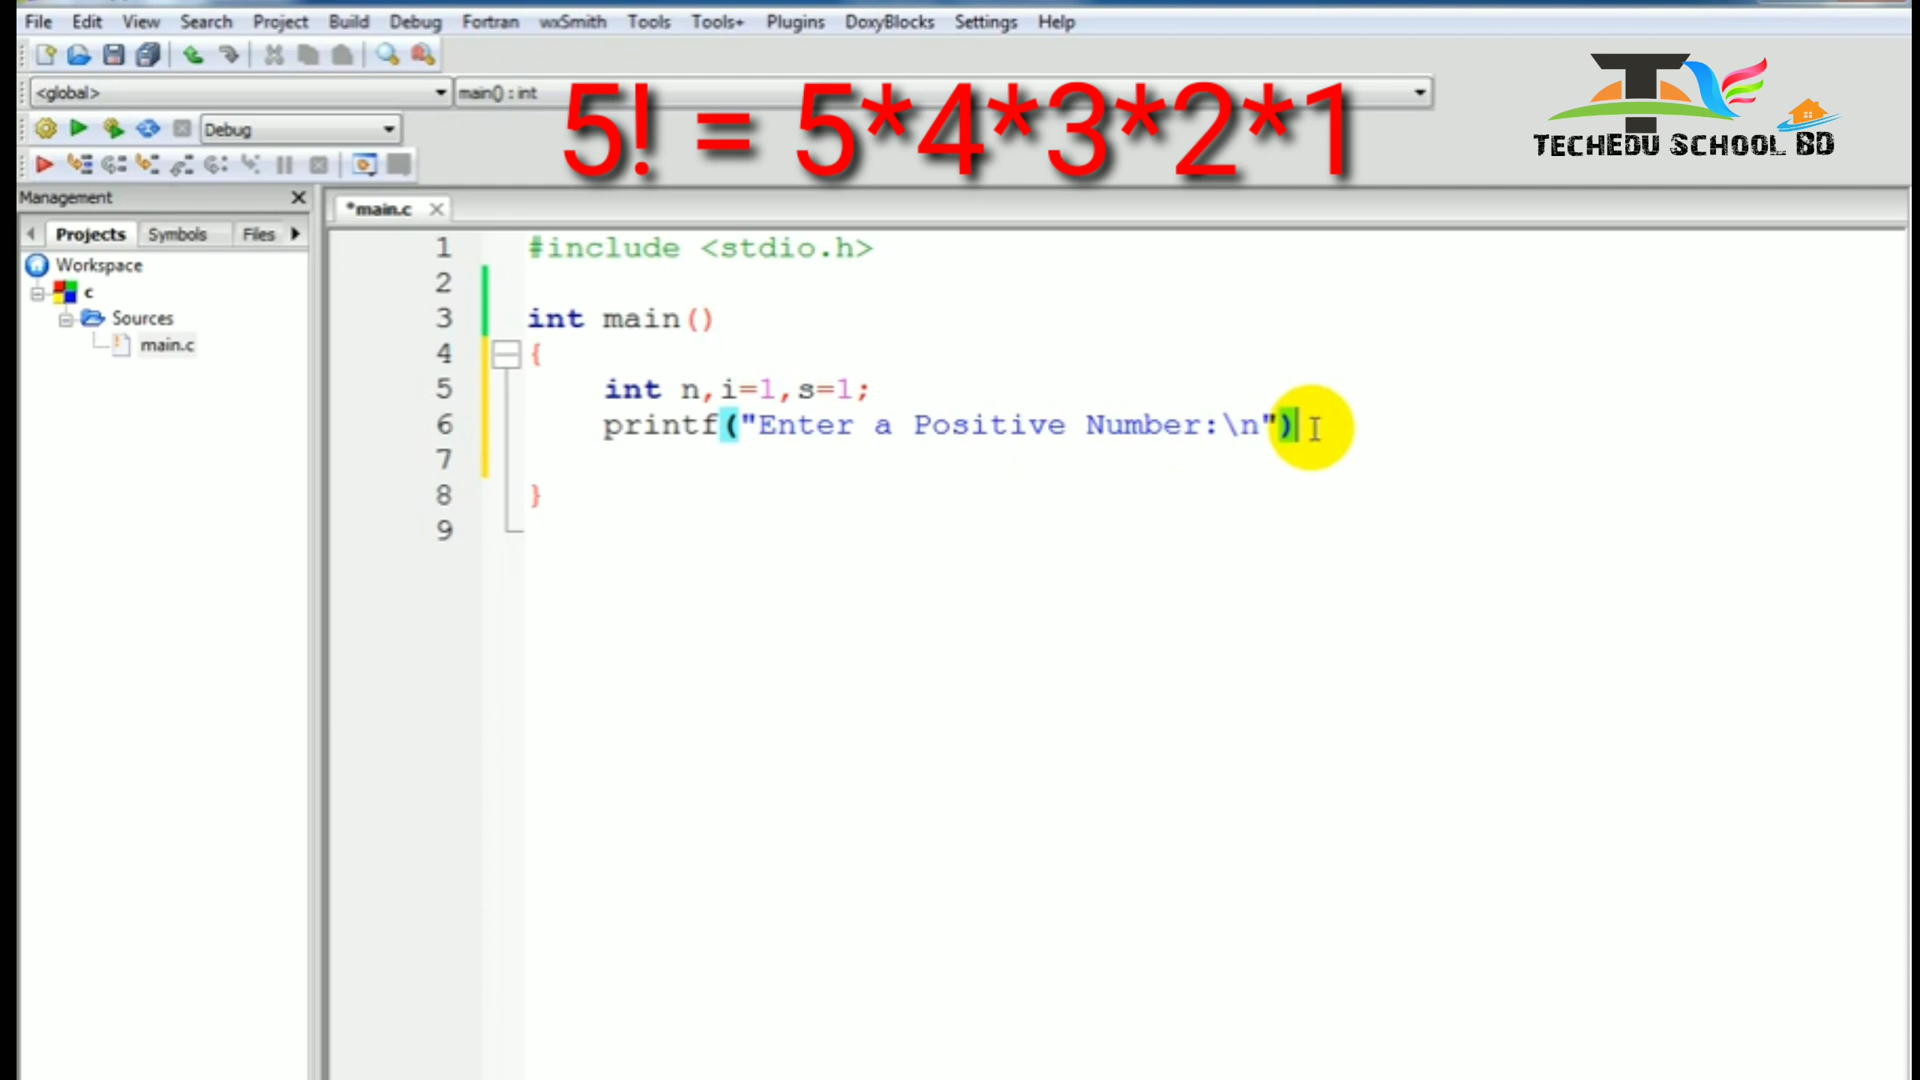 File Edit View Search Project Build Debug Fortran wxSmith Tools Tools+ Plugins DoxyBlocks Settings Help
<global> main() : int
5! = 5*4*3*2*1
TECHEDU SCHOOL BD
Debug
Management
Projects Symbols Files
*main.c
Workspace
c
Sources
main.c
1 #include <stdio.h>
2
3 int main()
4 {
5 int n,i=1,s=1;
6 printf("Enter a Positive Number:\n")
7
8 }
9